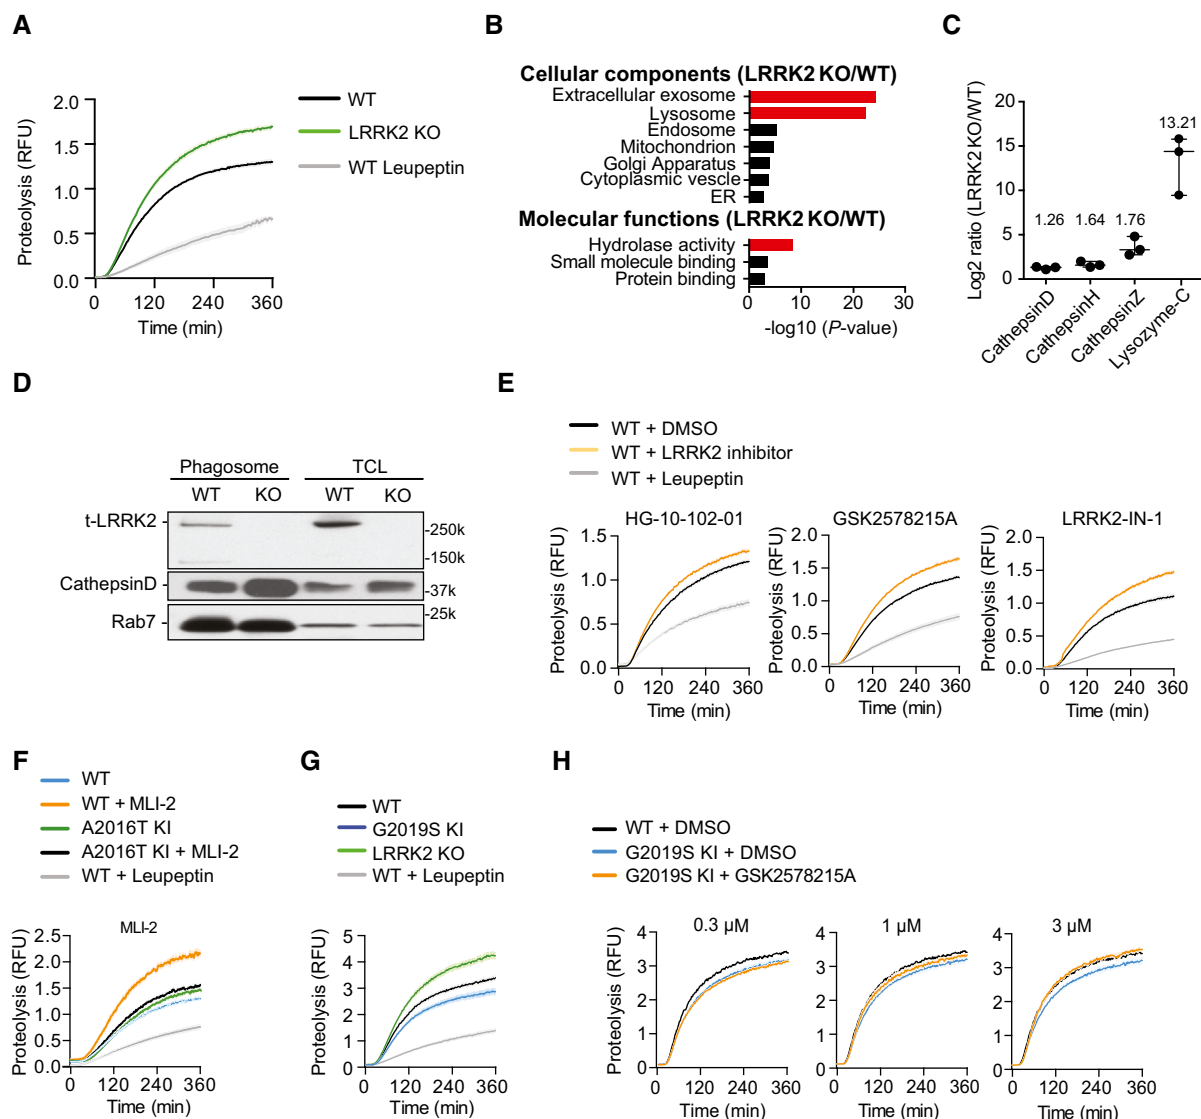 A
Proteolysis (RFU)
2.0
1.5
1.0
0.5
0.0
0 120 240 360
Time (min)
WT
LRRK2 KO
WT Leupeptin
B
Cellular components (LRRK2 KO/WT)
Extracellular exosome
Lysosome
Endosome
Mitochondrion
Golgi Apparatus
Cytoplasmic vescle
ER
Molecular functions (LRRK2 KO/WT)
Hydrolase activity
Small molecule binding
Protein binding
0 10 20 30
-log10 (P-value)
C
Log2 ratio (LRRK2 KO/WT)
20
15
10
5
0
1.26 1.64 1.76 13.21
CathepsinD
CathepsinH
CathepsinZ
Lysozyme-C
D
Phagosome TCL
WT KO WT KO
t-LRRK2
-250k
-150k
CathepsinD
-37k
-25k
Rab7
E
WT + DMSO
WT + LRRK2 inhibitor
WT + Leupeptin
HG-10-102-01
Proteolysis (RFU)
1.5
1.0
0.5
0.0
0 120 240 360
Time (min)
GSK2578215A
Proteolysis (RFU)
2.0
1.5
1.0
0.5
0.0
0 120 240 360
Time (min)
LRRK2-IN-1
Proteolysis (RFU)
2.0
1.5
1.0
0.5
0.0
0 120 240 360
Time (min)
F
WT
WT + MLI-2
A2016T KI
A2016T KI + MLI-2
WT + Leupeptin
MLI-2
Proteolysis (RFU)
2.5
2.0
1.5
1.0
0.5
0.0
0 120 240 360
Time (min)
G
WT
G2019S KI
LRRK2 KO
WT + Leupeptin
Proteolysis (RFU)
5
4
3
2
1
0
0 120 240 360
Time (min)
H
WT + DMSO
G2019S KI + DMSO
G2019S KI + GSK2578215A
0.3 µM
Proteolysis (RFU)
4
3
2
1
0
0 120 240 360
Time (min)
1 µM
Proteolysis (RFU)
4
3
2
1
0
0 120 240 360
Time (min)
3 µM
Proteolysis (RFU)
4
3
2
1
0
0 120 240 360
Time (min)